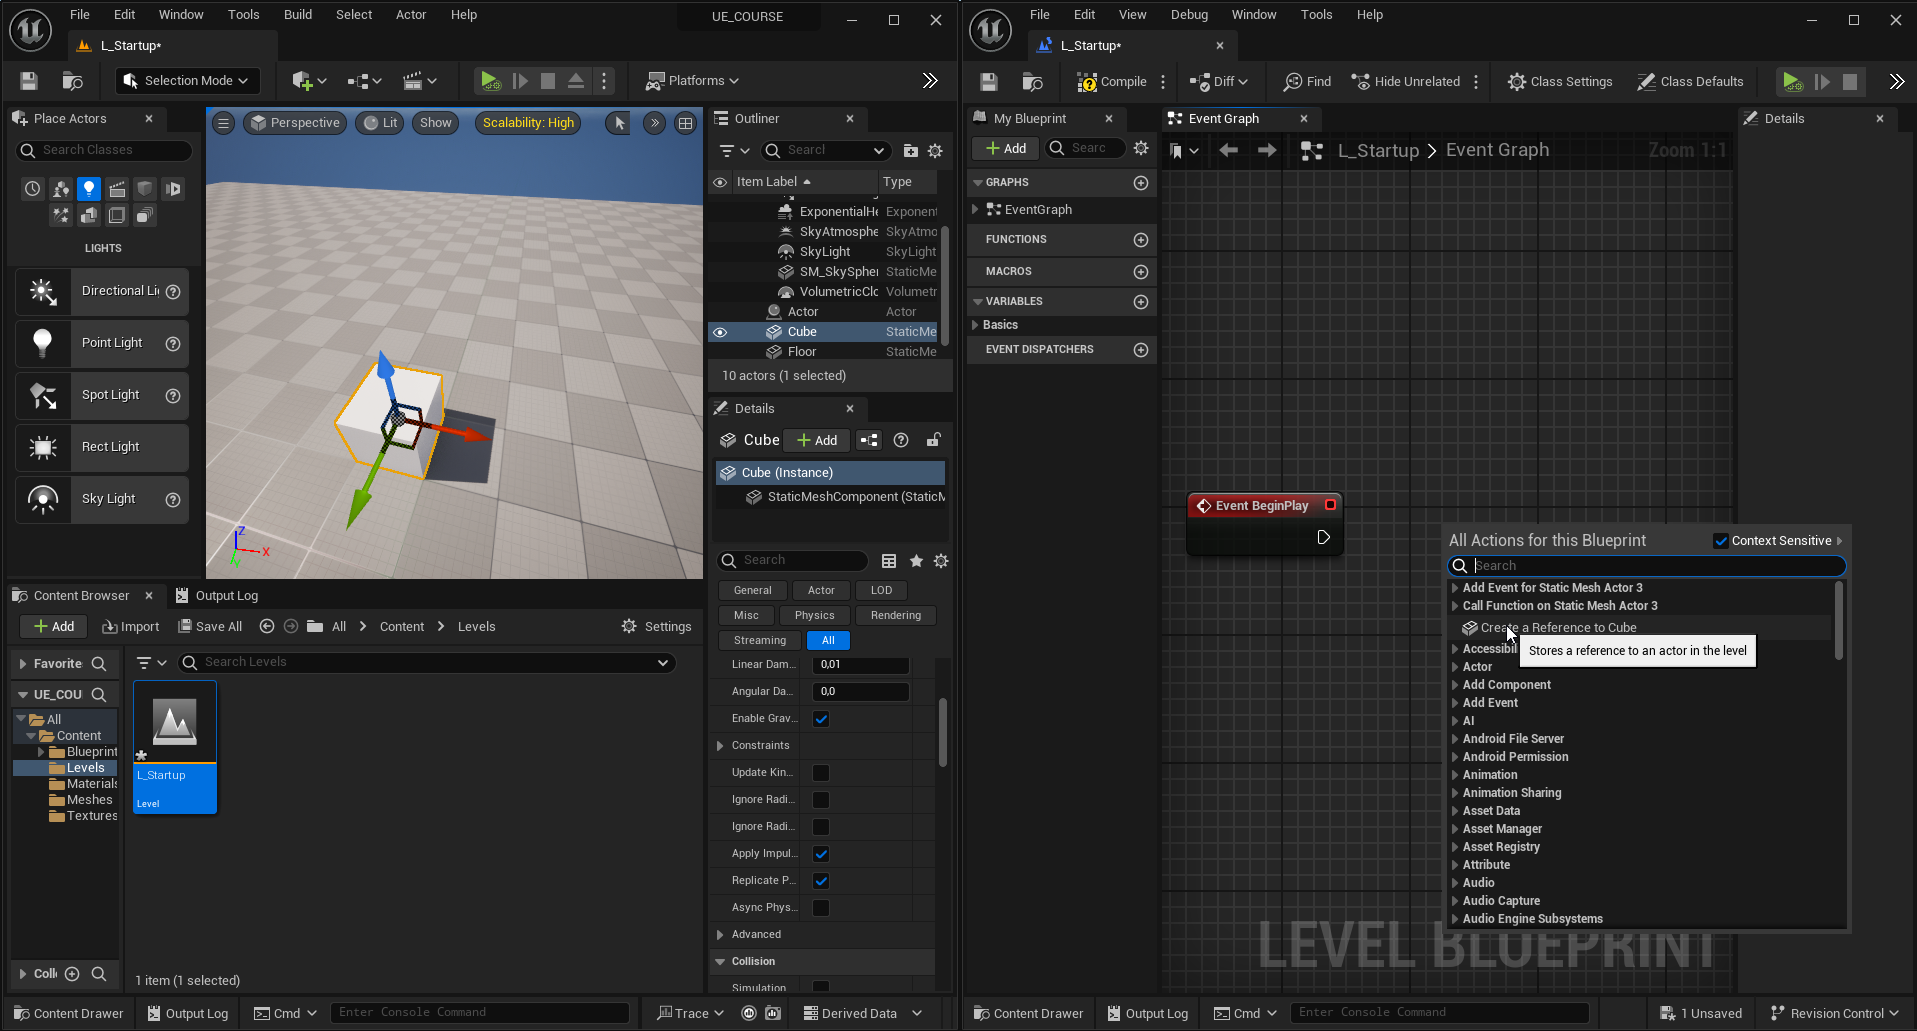 File Edit Window Tools Build Select Actor Help
UE_COURSE
L_Startup*
Selection Mode
Platforms
Place Actors
Search Classes
LIGHTS
Directional Li
Point Light
Spot Light
Rect Light
Sky Light
Perspective
Lit
Show
Scalability: High
Z
X
Outliner
Searcl
Item Label Type
ExponentialHe Exponent
SkyAtmosphe SkyAtmo
SkyLight SkyLight
SM_SkySpher StaticMe
VolumetricClo Volumetr
Actor Actor
Cube StaticMe
Floor StaticMe
10 actors (1 selected)
Details
Cube
+ Add
Cube (Instance)
StaticMeshComponent (StaticM
Search
General Actor LOD
Misc Physics Rendering
Streaming All
Linear Dam... 0,01
Angular Da... 0,0
Enable Grav...
Constraints
Update Kin...
Ignore Radi...
Ignore Radi...
Apply Impul...
Replicate P...
Async Phys...
Advanced
Collision
Simulation
Content Browser
Output Log
+ Add
Import
Save All
All > Content > Levels
Settings
Favorite
Search Levels
UE_COUI
All
Content
Blueprint
Levels
Materials
Meshes
Textures
L_Startup
Level
Coll
1 item (1 selected)
Content Drawer
Output Log
Cmd
Enter Console Command
Trace
Derived Data
File Edit View Debug Window Tools Help
L_Startup*
Compile
Diff
Find
Hide Unrelated
Class Settings
Class Defaults
My Blueprint
+ Add
Searc
GRAPHS
EventGraph
FUNCTIONS
MACROS
VARIABLES
Basics
EVENT DISPATCHERS
Event Graph
L_Startup > Event Graph
Zoom 1:1
Details
Event BeginPlay
All Actions for this Blueprint
Context Sensitive
Search
Add Event for Static Mesh Actor 3
Call Function on Static Mesh Actor 3
Create a Reference to Cube
Stores a reference to an actor in the level
Accessibil
Actor
Add Component
Add Event
AI
Android File Server
Android Permission
Animation
Animation Sharing
Asset Data
Asset Manager
Asset Registry
Attribute
Audio
Audio Capture
Audio Engine Subsystems
LEVEL BLUEPRINT
Content Drawer
Output Log
Cmd
Enter Console Command
1 Unsaved
Revision Control